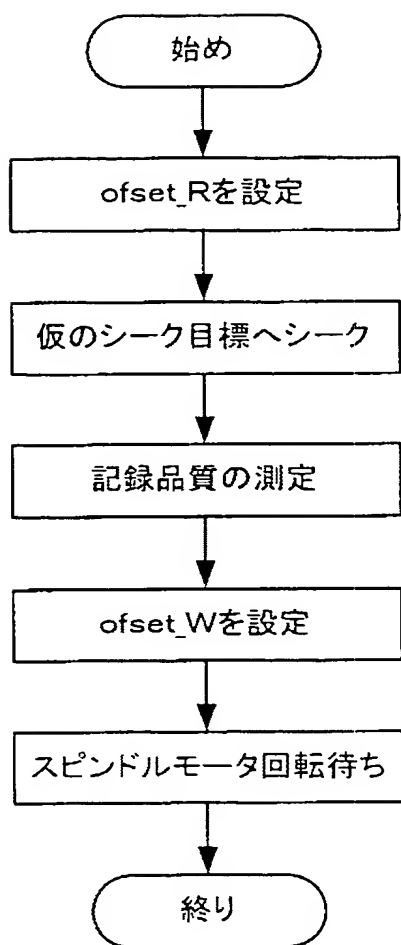 始め
ofset_Rを設定
仮のシーク目標へシーク
記録品質の測定
ofset_Wを設定
スピンドルモータ回転待ち
終り